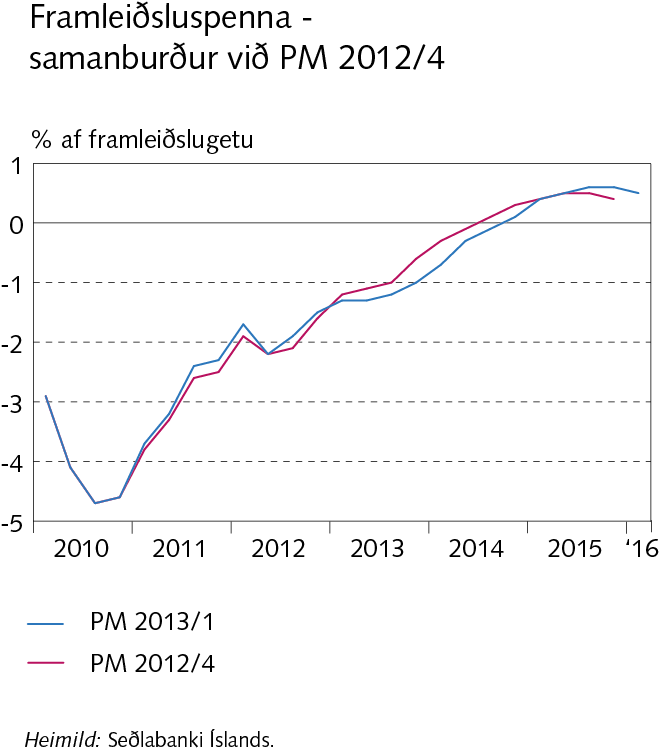 Framleiðsluspenna -
samanburður við PM 2012/4
% af framleiðslugetu
1
0
-1
-2
-3
-4
-5
2010 2011 2012 2013 2014 2015 '16
PM 2013/1
PM 2012/4
Heimild: Seðlabanki Íslands.